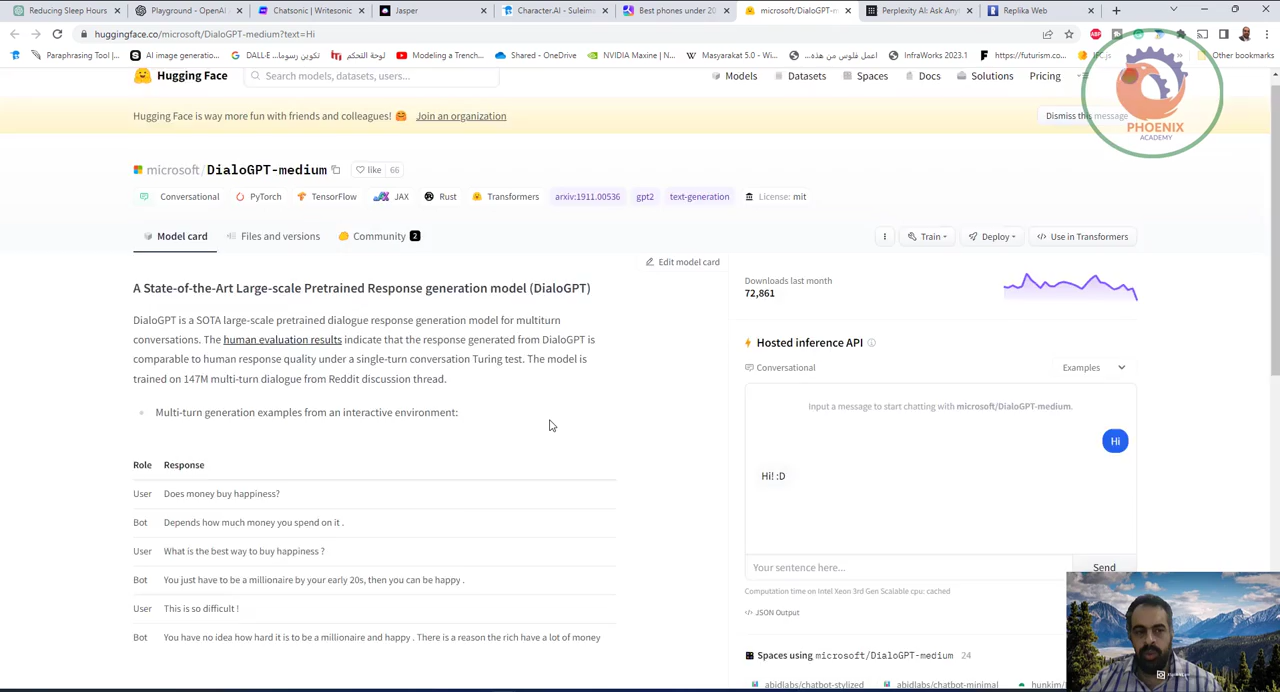 Reducing Sleep Hours
Playground - OpenAI
Chatsonic | Writesonic
Jasper
Character.AI - Suleima
Best phones under 20
microsoft/DialoGPT-m
Perplexity AI: Ask Any
Replika Web
huggingface.co/microsoft/DialoGPT-medium?text=Hi
Paraphrasing Tool |
AI image generatio...
DALL·E
لوحة التحكم
Modeling a Trench...
Shared - OneDrive
NVIDIA Maxine |
Masyarakat 5.0 - Wi...
اعمل فلوس من هذه...
InfraWorks 2023.1
https://futurism.co...
Other bookmarks
Hugging Face
Search models, datasets, users...
Models
Datasets
Spaces
Docs
Solutions
Pricing
Hugging Face is way more fun with friends and colleagues! 🤗 Join an organization
Dismiss this message
PHOENIX
ACADEMY
microsoft/DialoGPT-medium
like 66
Conversational
PyTorch
TensorFlow
JAX
Rust
Transformers
arxiv:1911.00536
gpt2
text-generation
License: mit
Model card
Files and versions
Community 2
Train
Deploy
</> Use in Transformers
Edit model card
A State-of-the-Art Large-scale Pretrained Response generation model (DialoGPT)
DialoGPT is a SOTA large-scale pretrained dialogue response generation model for multiturn
conversations. The human evaluation results indicate that the response generated from DialoGPT is
comparable to human response quality under a single-turn conversation Turing test. The model is
trained on 147M multi-turn dialogue from Reddit discussion thread.
Multi-turn generation examples from an interactive environment:
Role Response
User Does money buy happiness?
Bot Depends how much money you spend on it .
User What is the best way to buy happiness ?
Bot You just have to be a millionaire by your early 20s, then you can be happy .
User This is so difficult !
Bot You have no idea how hard it is to be a millionaire and happy . There is a reason the rich have a lot of money
Downloads last month
72,861
Hosted inference API
Conversational
Examples
Input a message to start chatting with microsoft/DialoGPT-medium.
Hi
Hi! :D
Your sentence here...
Send
Computation time on Intel Xeon 3rd Gen Scalable cpu: cached
</> JSON Output
Spaces using microsoft/DialoGPT-medium 24
abidlabs/chatbot-stylized
abidlabs/chatbot-minimal
hunkim/